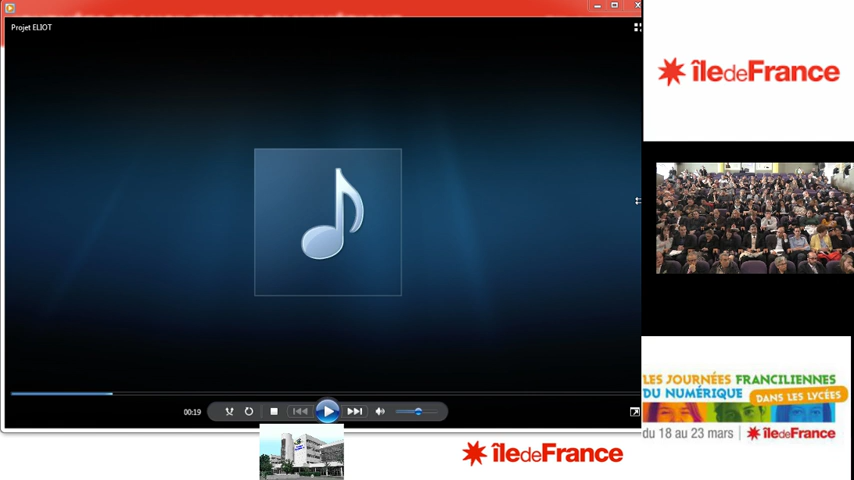 Projet ELIOT
00:19
îledeFrance
LES JOURNÉES FRANCILIENNES
DU NUMÉRIQUE DANS LES LYCÉES
du 18 au 23 mars | îledeFrance
îledeFrance